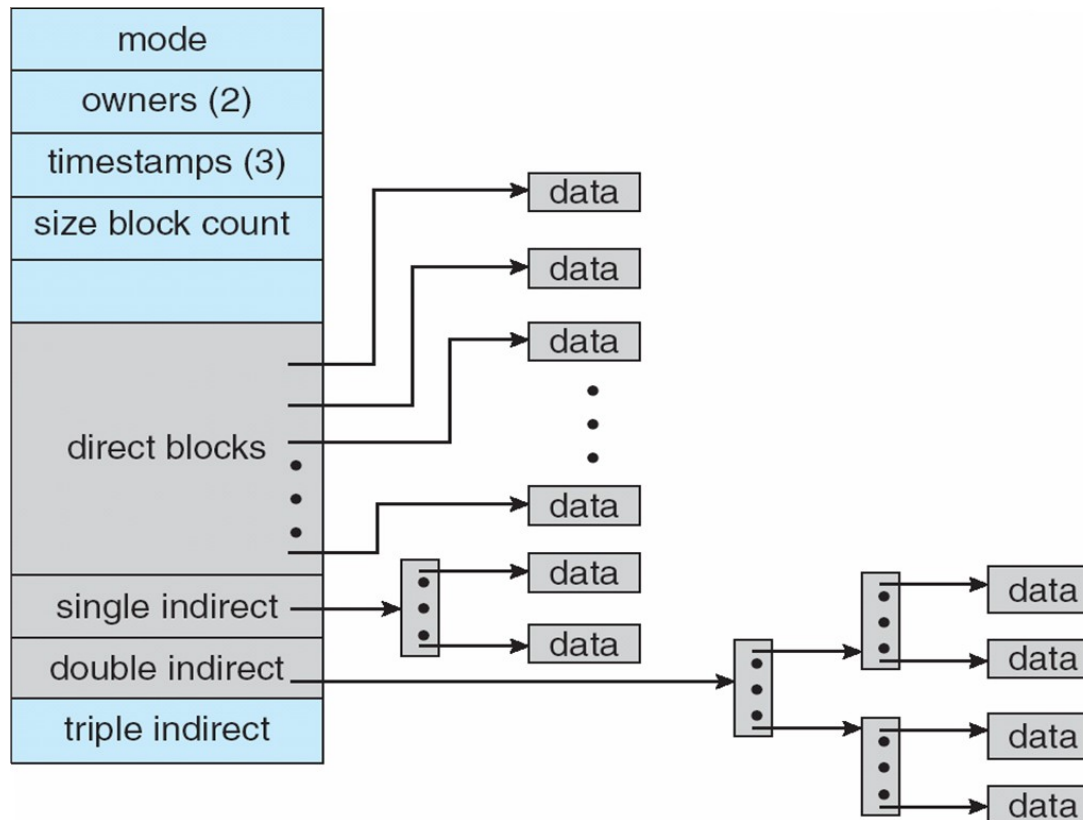 mode
owners (2)
timestamps (3)
size block count
direct blocks
single indirect
double indirect
triple indirect
data
data
data
data
data
data
data
data
data
data